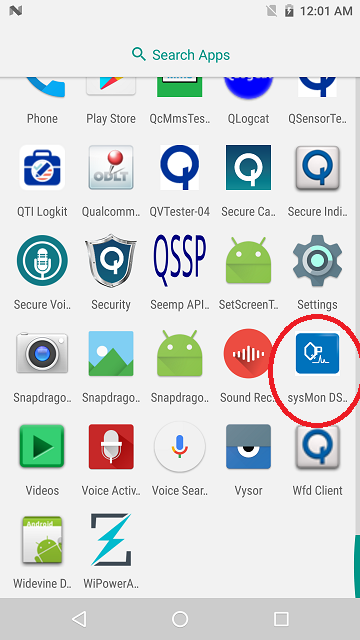 12:01 AM
Search Apps
Phone
Play Store
QcMmsTes..
QLogcat
QSensorTe..
ODLT
QTI Logkit
Qualcomm..
QVTester-04
Secure Ca..
Secure Indi..
QSSP
Secure Voi..
Security
Seemp API..
SetScreenT..
Settings
Snapdrago..
Snapdrago..
Snapdrago..
Sound Rec..
sysMon DS..
Videos
Voice Activ..
Voice Sear..
Vysor
Wfd Client
Android
Widevine D..
WiPowerA..